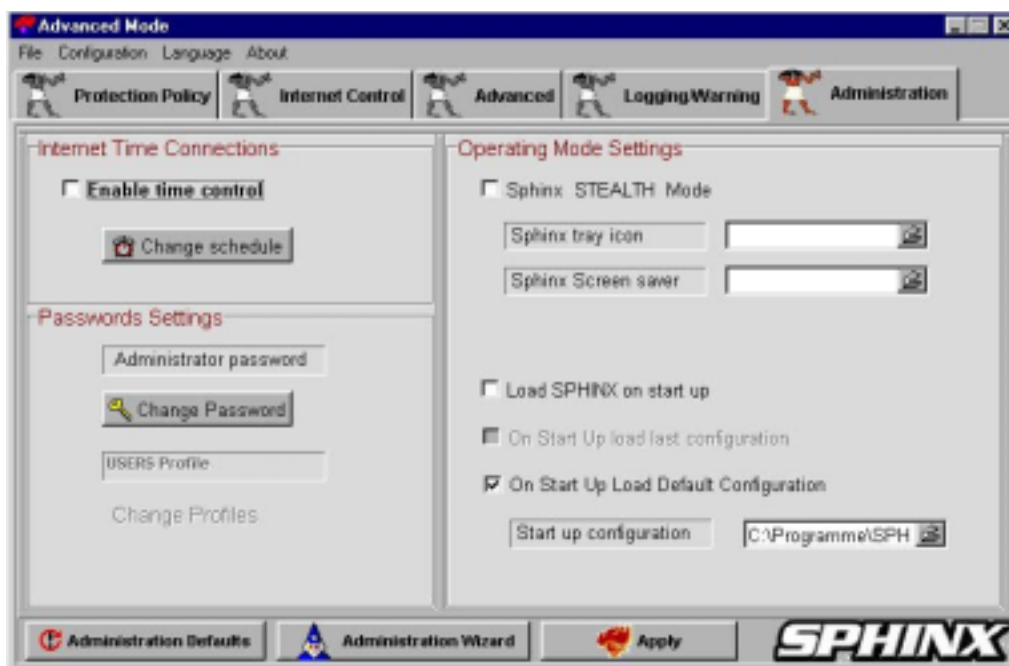 Advanced Mode
File Configuration Language About
Protection Policy Internet Control Advanced Logging/Warning Administration
Internet Time Connections
Enable time control
Change schedule
Passwords Settings
Administrator password
Change Password
USERS Profile
Change Profiles
Operating Mode Settings
Sphinx STEALTH Mode
Sphinx tray icon
Sphinx Screen saver
Load SPHINX on start up
On Start Up load last configuration
On Start Up Load Default Configuration
Start up configuration C:\Programme\SPH
Administration Defaults Administration Wizard Apply SPHINX